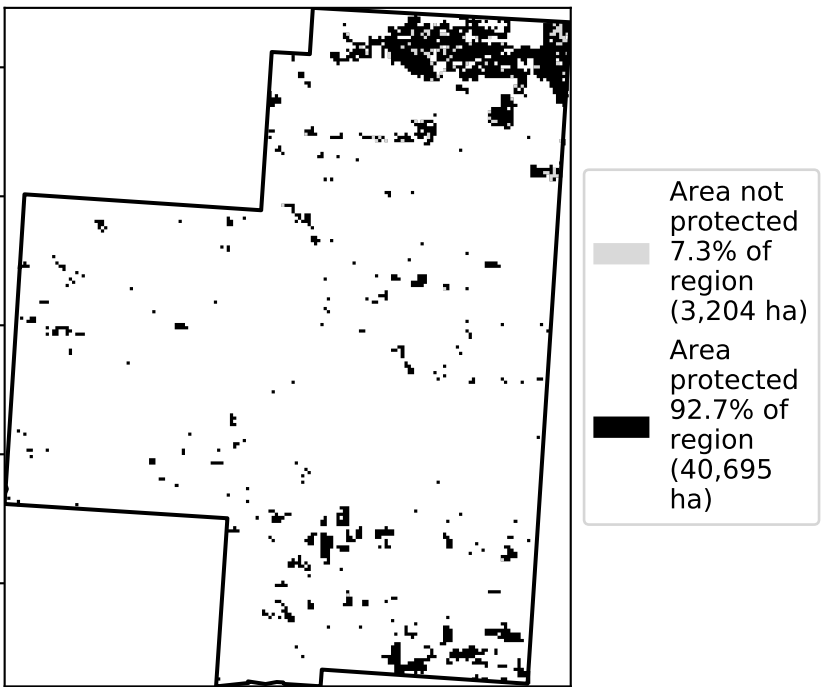 Area not
protected
7.3% of
region
(3,204 ha)
Area
protected
92.7% of
region
(40,695
ha)